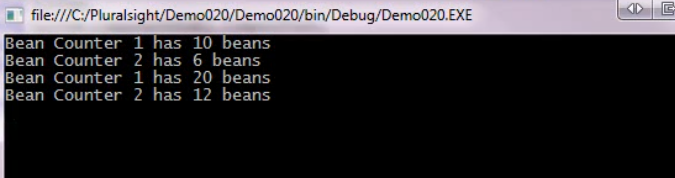 file:///C:/Pluralsight/Demo020/Demo020/bin/Debug/Demo020.EXE
Bean Counter 1 has 10 beans
Bean Counter 2 has 6 beans
Bean Counter 1 has 20 beans
Bean Counter 2 has 12 beans